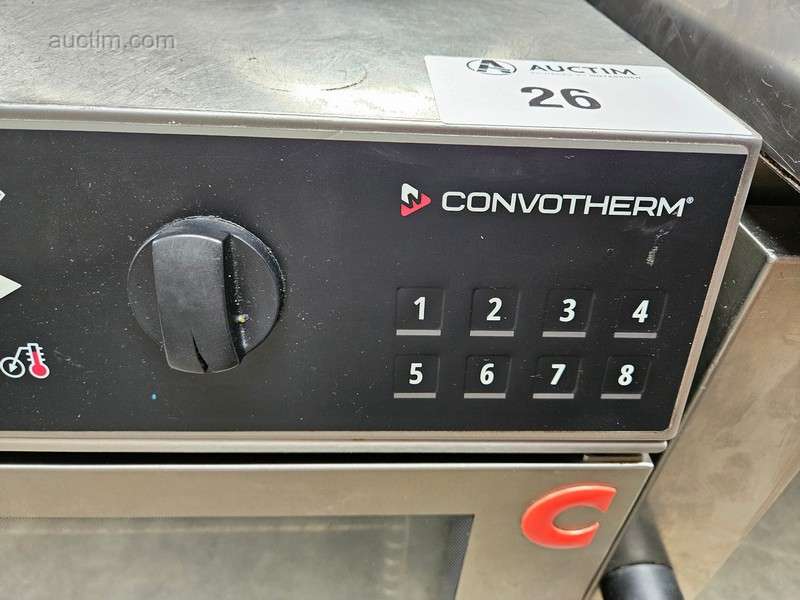 auctim.com
AUCTIM
26
CONVOTHERM®
1 2 3 4
5 6 7 8
C